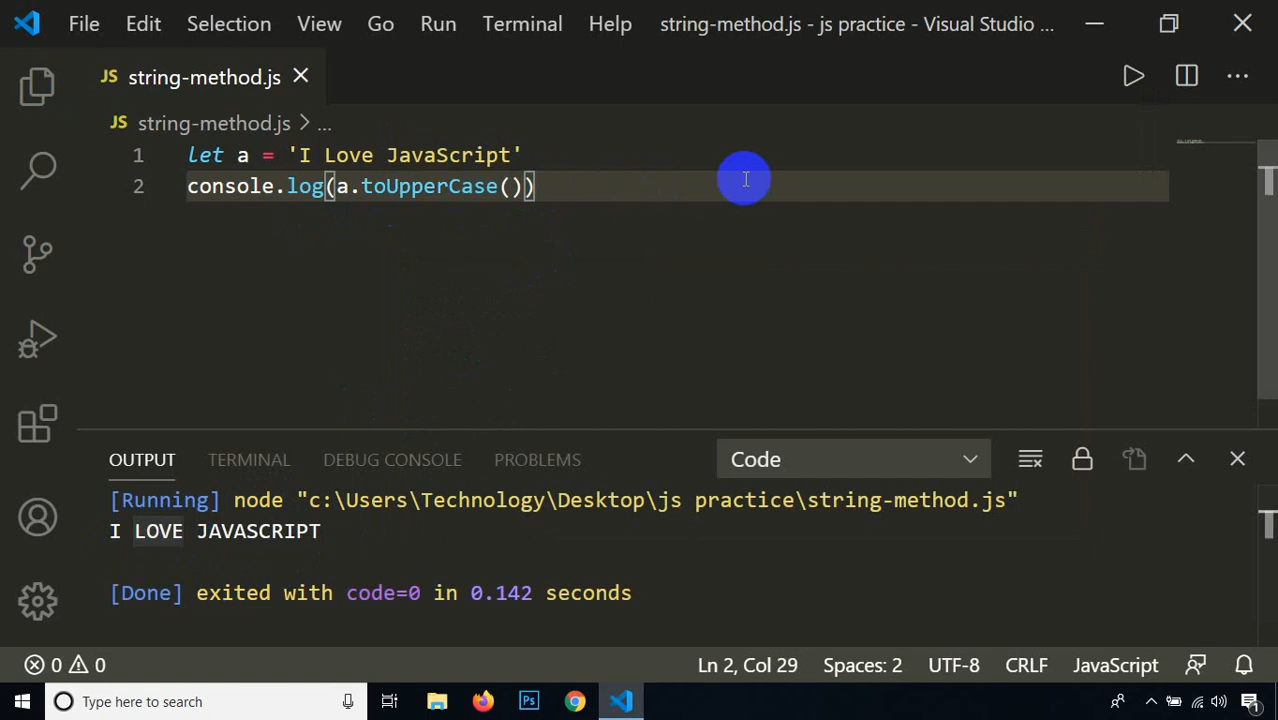 File Edit Selection View Go Run Terminal Help string-method.js - js practice - Visual Studio ...
JS string-method.js
JS string-method.js > ...
1 let a = 'I Love JavaScript'
2 console.log(a.toUpperCase())
OUTPUT TERMINAL DEBUG CONSOLE PROBLEMS Code
[Running] node "c:\Users\Technology\Desktop\js practice\string-method.js"
I LOVE JAVASCRIPT
[Done] exited with code=0 in 0.142 seconds
0 0 Ln 2, Col 29 Spaces: 2 UTF-8 CRLF JavaScript
Type here to search Ps 1